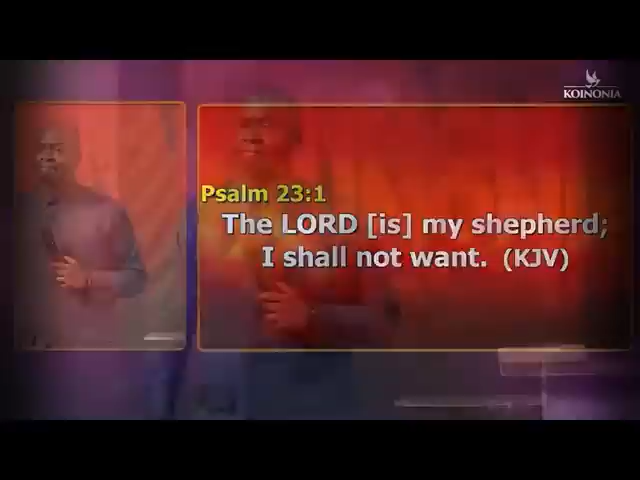 KOINONIA
Psalm 23:1
The LORD [is] my shepherd;
I shall not want. (KJV)